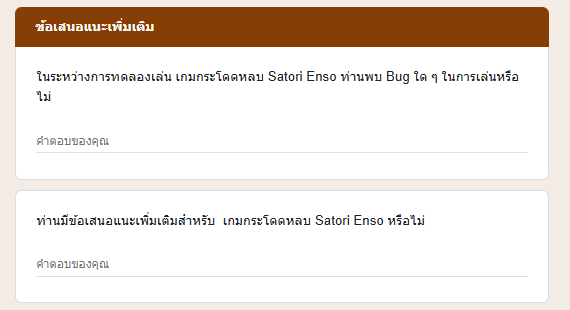 ข้อเสนอแนะเพิ่มเติม
ในระหว่างการทดลองเล่น เกมกระโดดหลบ Satori Enso ท่านพบ Bug ใด ๆ ในการเล่นหรือ
ไม่
คำตอบของคุณ
ท่านมีข้อเสนอแนะเพิ่มเติมสำหรับ  เกมกระโดดหลบ Satori Enso หรือไม่
คำตอบของคุณ